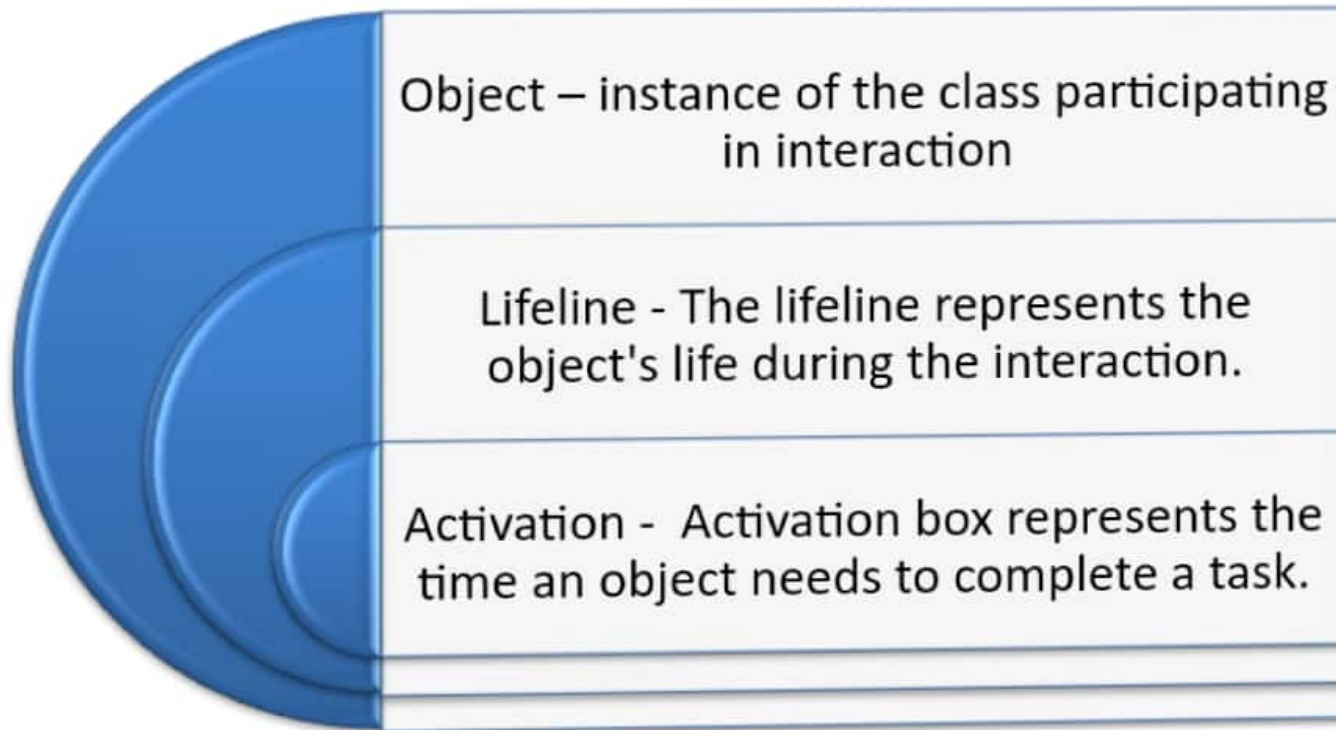 Object – instance of the class participating
in interaction
Lifeline - The lifeline represents the
object's life during the interaction.
Activation -  Activation box represents the
time an object needs to complete a task.